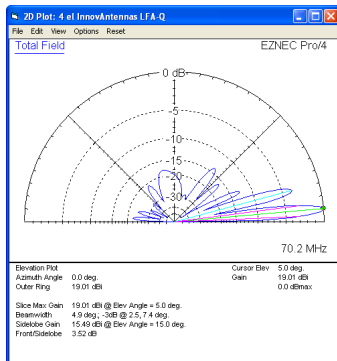 2D Plot: 4 el InnovAntennas LFA-Q
File Edit View Options Reset
Total Field EZNEC Pro/4
0 dB
-5
-10
-15
-20
-30
70.2 MHz
Elevation Plot Cursor Elev 5.0 deg.
Azimuth Angle 0.0 deg. Gain 19.01 dBi
Outer Ring 19.01 dBi 0.0 dBmax
Slice Max Gain 19.01 dBi @ Elev Angle = 5.0 deg.
Beamwidth 4.9 deg.; -3dB @ 2.5, 7.4 deg.
Sidelobe Gain 15.49 dBi @ Elev Angle = 15.0 deg.
Front/Sidelobe 3.52 dB